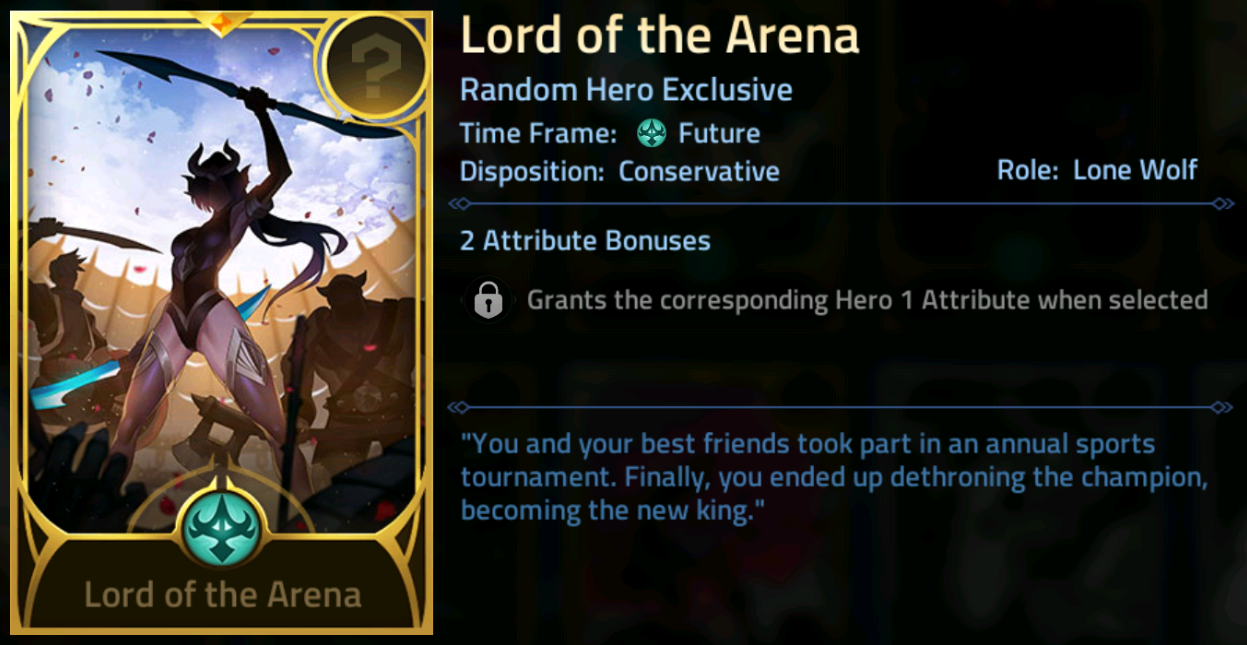 Lord of the Arena
Random Hero Exclusive
Time Frame: Future
Disposition: Conservative
Role: Lone Wolf
2 Attribute Bonuses
Grants the corresponding Hero 1 Attribute when selected
"You and your best friends took part in an annual sports
tournament. Finally, you ended up dethroning the champion,
becoming the new king."
?
Lord of the Arena